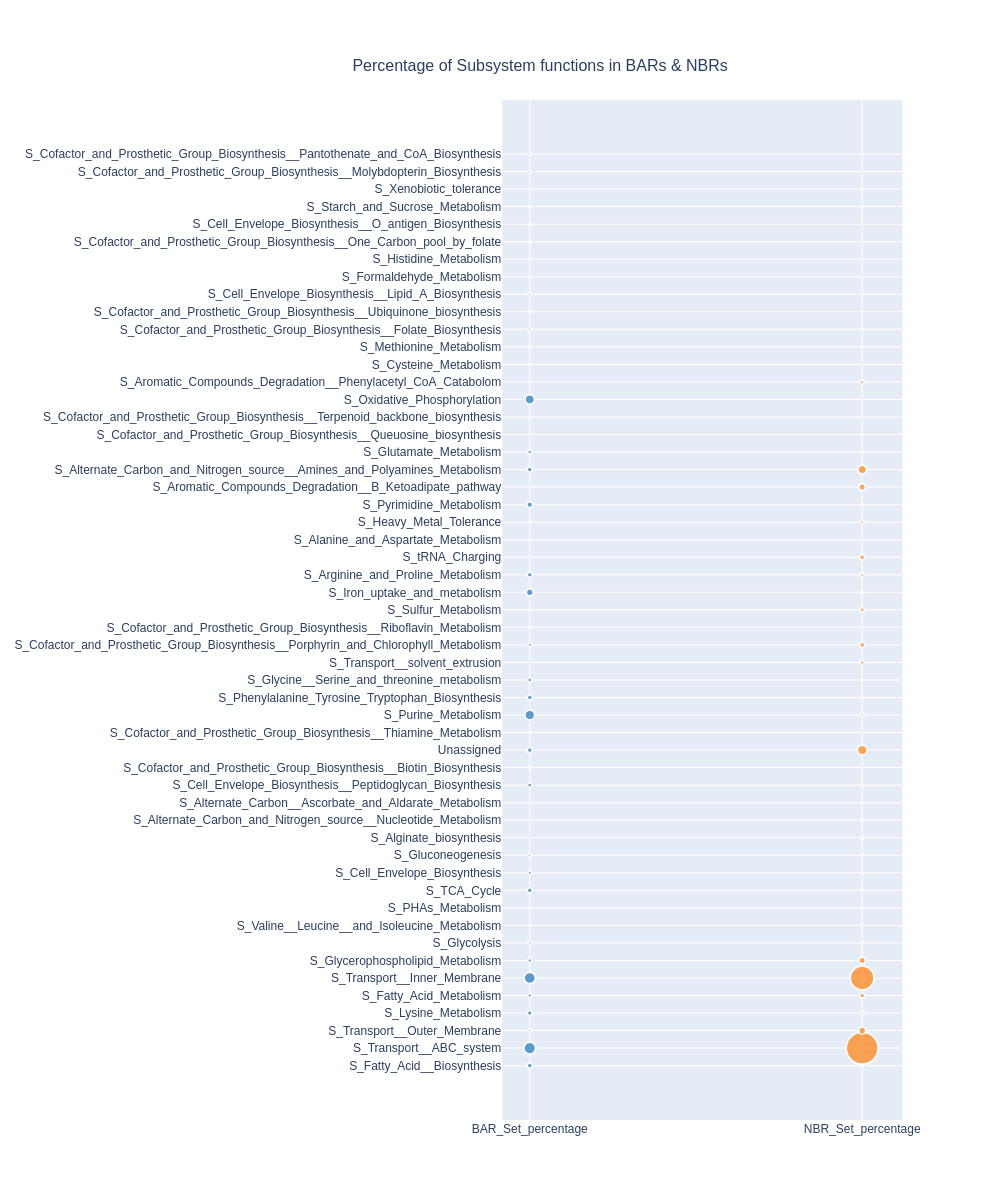 Percentage of Subsystem functions in BARs & NBRs
S_Cofactor_and_Prosthetic_Group_Biosynthesis__Pantothenate_and_CoA_Biosynthesis
S_Cofactor_and_Prosthetic_Group_Biosynthesis__Molybdopterin_Biosynthesis
S_Xenobiotic_tolerance
S_Starch_and_Sucrose_Metabolism
S_Cell_Envelope_Biosynthesis__O_antigen_Biosynthesis
S_Cofactor_and_Prosthetic_Group_Biosynthesis__One_Carbon_pool_by_folate
S_Histidine_Metabolism
S_Formaldehyde_Metabolism
S_Cell_Envelope_Biosynthesis__Lipid_A_Biosynthesis
S_Cofactor_and_Prosthetic_Group_Biosynthesis__Ubiquinone_biosynthesis
S_Cofactor_and_Prosthetic_Group_Biosynthesis__Folate_Biosynthesis
S_Methionine_Metabolism
S_Cysteine_Metabolism
S_Aromatic_Compounds_Degradation__Phenylacetyl_CoA_Catabolom
S_Oxidative_Phosphorylation
S_Cofactor_and_Prosthetic_Group_Biosynthesis__Terpenoid_backbone_biosynthesis
S_Cofactor_and_Prosthetic_Group_Biosynthesis__Queuosine_biosynthesis
S_Glutamate_Metabolism
S_Alternate_Carbon_and_Nitrogen_source__Amines_and_Polyamines_Metabolism
S_Aromatic_Compounds_Degradation__B_Ketoadipate_pathway
S_Pyrimidine_Metabolism
S_Heavy_Metal_Tolerance
S_Alanine_and_Aspartate_Metabolism
S_tRNA_Charging
S_Arginine_and_Proline_Metabolism
S_Iron_uptake_and_metabolism
S_Sulfur_Metabolism
S_Cofactor_and_Prosthetic_Group_Biosynthesis__Riboflavin_Metabolism
S_Cofactor_and_Prosthetic_Group_Biosynthesis__Porphyrin_and_Chlorophyll_Metabolism
S_Transport__solvent_extrusion
S_Glycine__Serine_and_threonine_metabolism
S_Phenylalanine_Tyrosine_Tryptophan_Biosynthesis
S_Purine_Metabolism
S_Cofactor_and_Prosthetic_Group_Biosynthesis__Thiamine_Metabolism
Unassigned
S_Cofactor_and_Prosthetic_Group_Biosynthesis__Biotin_Biosynthesis
S_Cell_Envelope_Biosynthesis__Peptidoglycan_Biosynthesis
S_Alternate_Carbon__Ascorbate_and_Aldarate_Metabolism
S_Alternate_Carbon_and_Nitrogen_source__Nucleotide_Metabolism
S_Alginate_biosynthesis
S_Gluconeogenesis
S_Cell_Envelope_Biosynthesis
S_TCA_Cycle
S_PHAs_Metabolism
S_Valine__Leucine__and_Isoleucine_Metabolism
S_Glycolysis
S_Glycerophospholipid_Metabolism
S_Transport__Inner_Membrane
S_Fatty_Acid_Metabolism
S_Lysine_Metabolism
S_Transport__Outer_Membrane
S_Transport__ABC_system
S_Fatty_Acid__Biosynthesis
BAR_Set_percentage NBR_Set_percentage